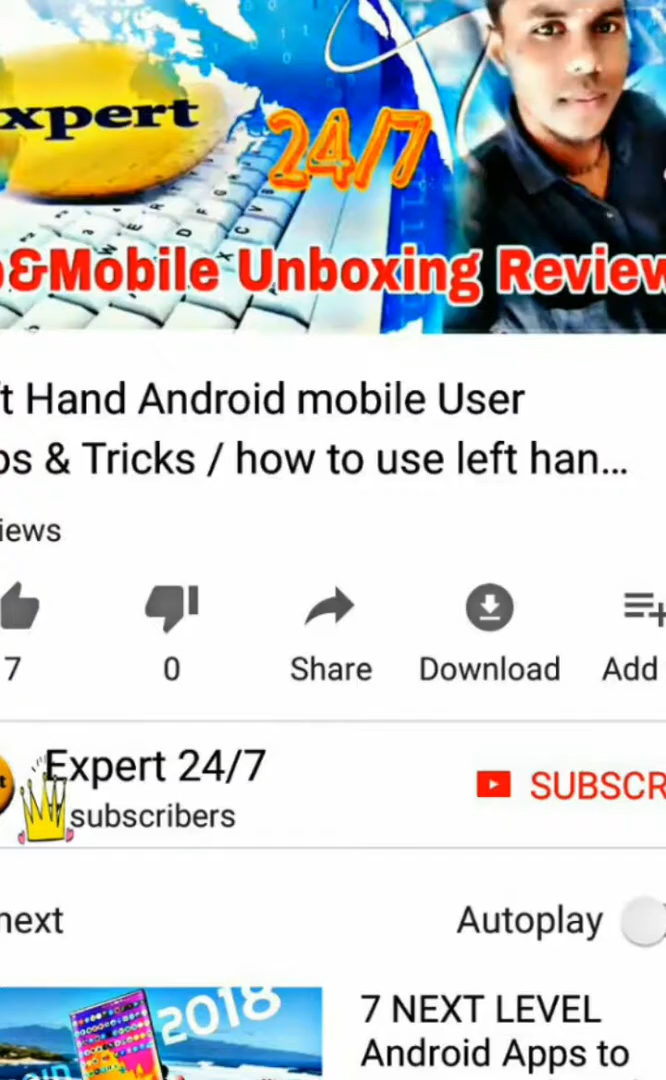 xpert
24/7
&Mobile Unboxing Review
t Hand Android mobile User
ps & Tricks / how to use left han...
iews
7
0
Share
Download
Add
Expert 24/7
subscribers
SUBSCR
next
Autoplay
2018
7 NEXT LEVEL
Android Apps to